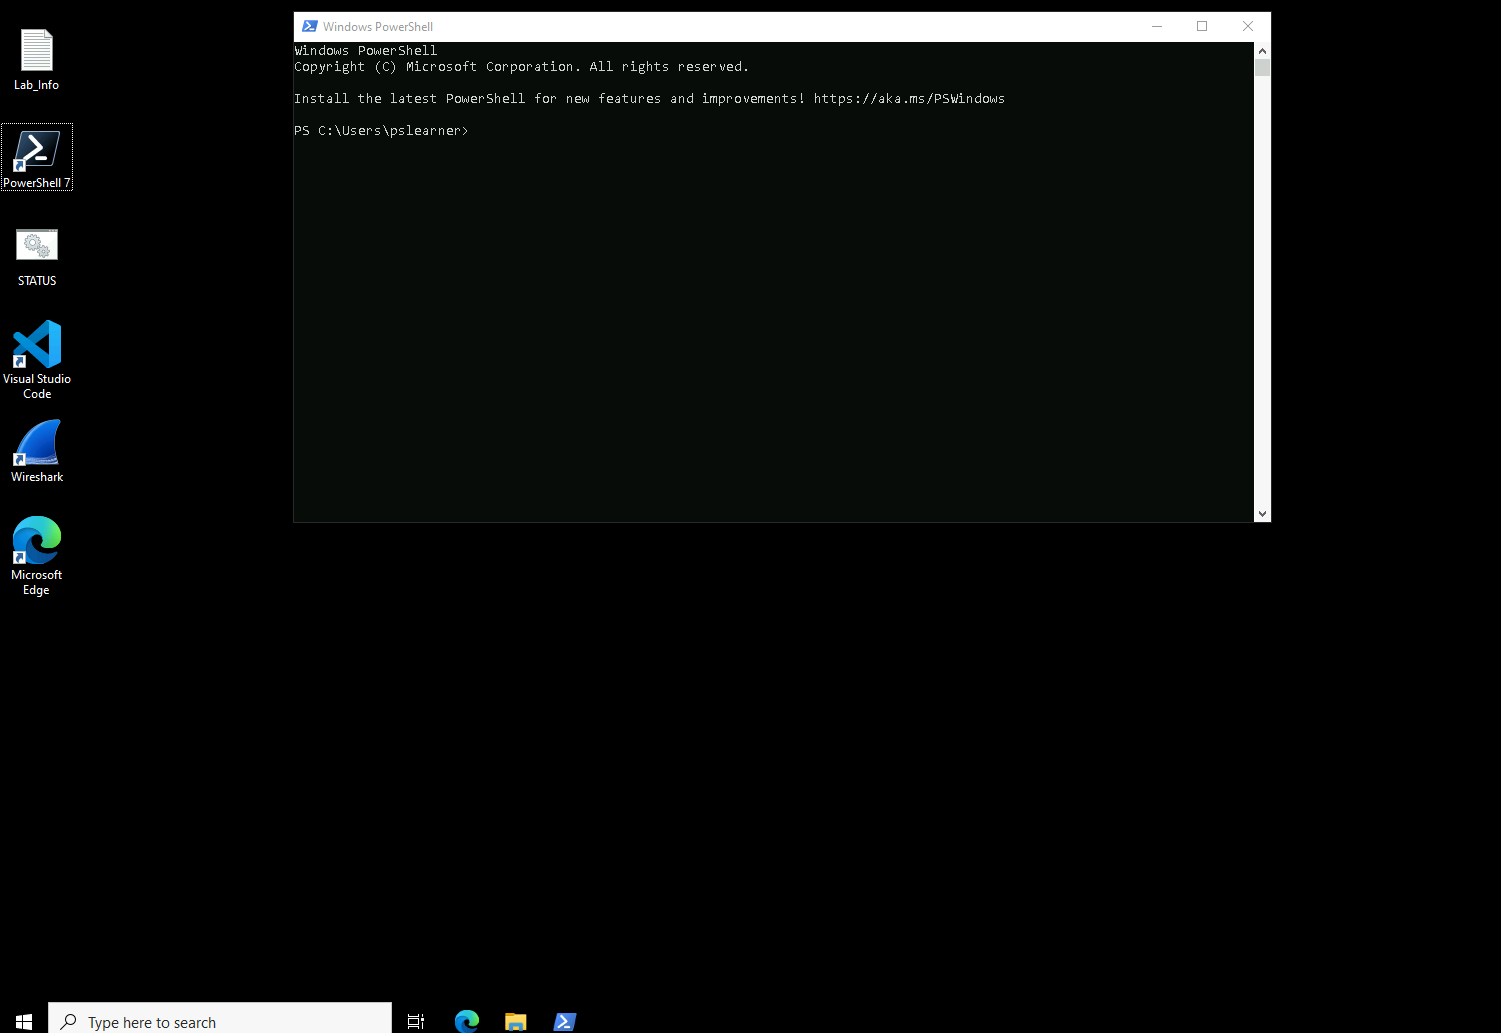 Lab_Info
PowerShell 7
STATUS
Visual Studio
Code
Wireshark
Microsoft
Edge
Windows PowerShell
Windows PowerShell
Copyright (C) Microsoft Corporation. All rights reserved.
Install the latest PowerShell for new features and improvements! https://aka.ms/PSWindows
PS C:\Users\pslearner>
Type here to search